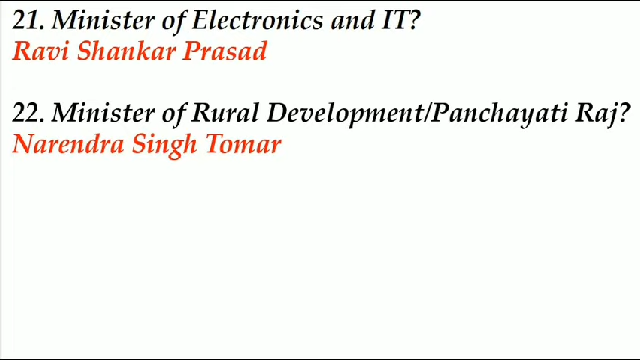 21. Minister of Electronics and IT?
Ravi Shankar Prasad
22. Minister of Rural Development/Panchayati Raj?
Narendra Singh Tomar